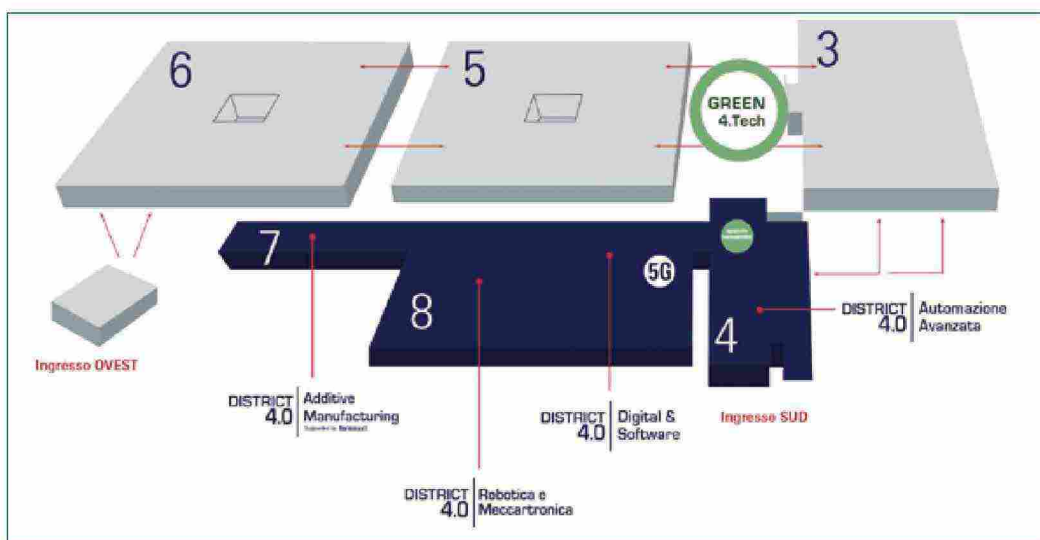 6
5
3
GREEN
4.Tech
7
5G
8
4
DISTRICT
4.0
Automazione
Avanzata
Ingresso OVEST
DISTRICT
4.0
Additive
Manufacturing
DISTRICT
4.0
Digital &
Software
Ingresso SUD
DISTRICT
4.0
Robotica e
Meccartronica